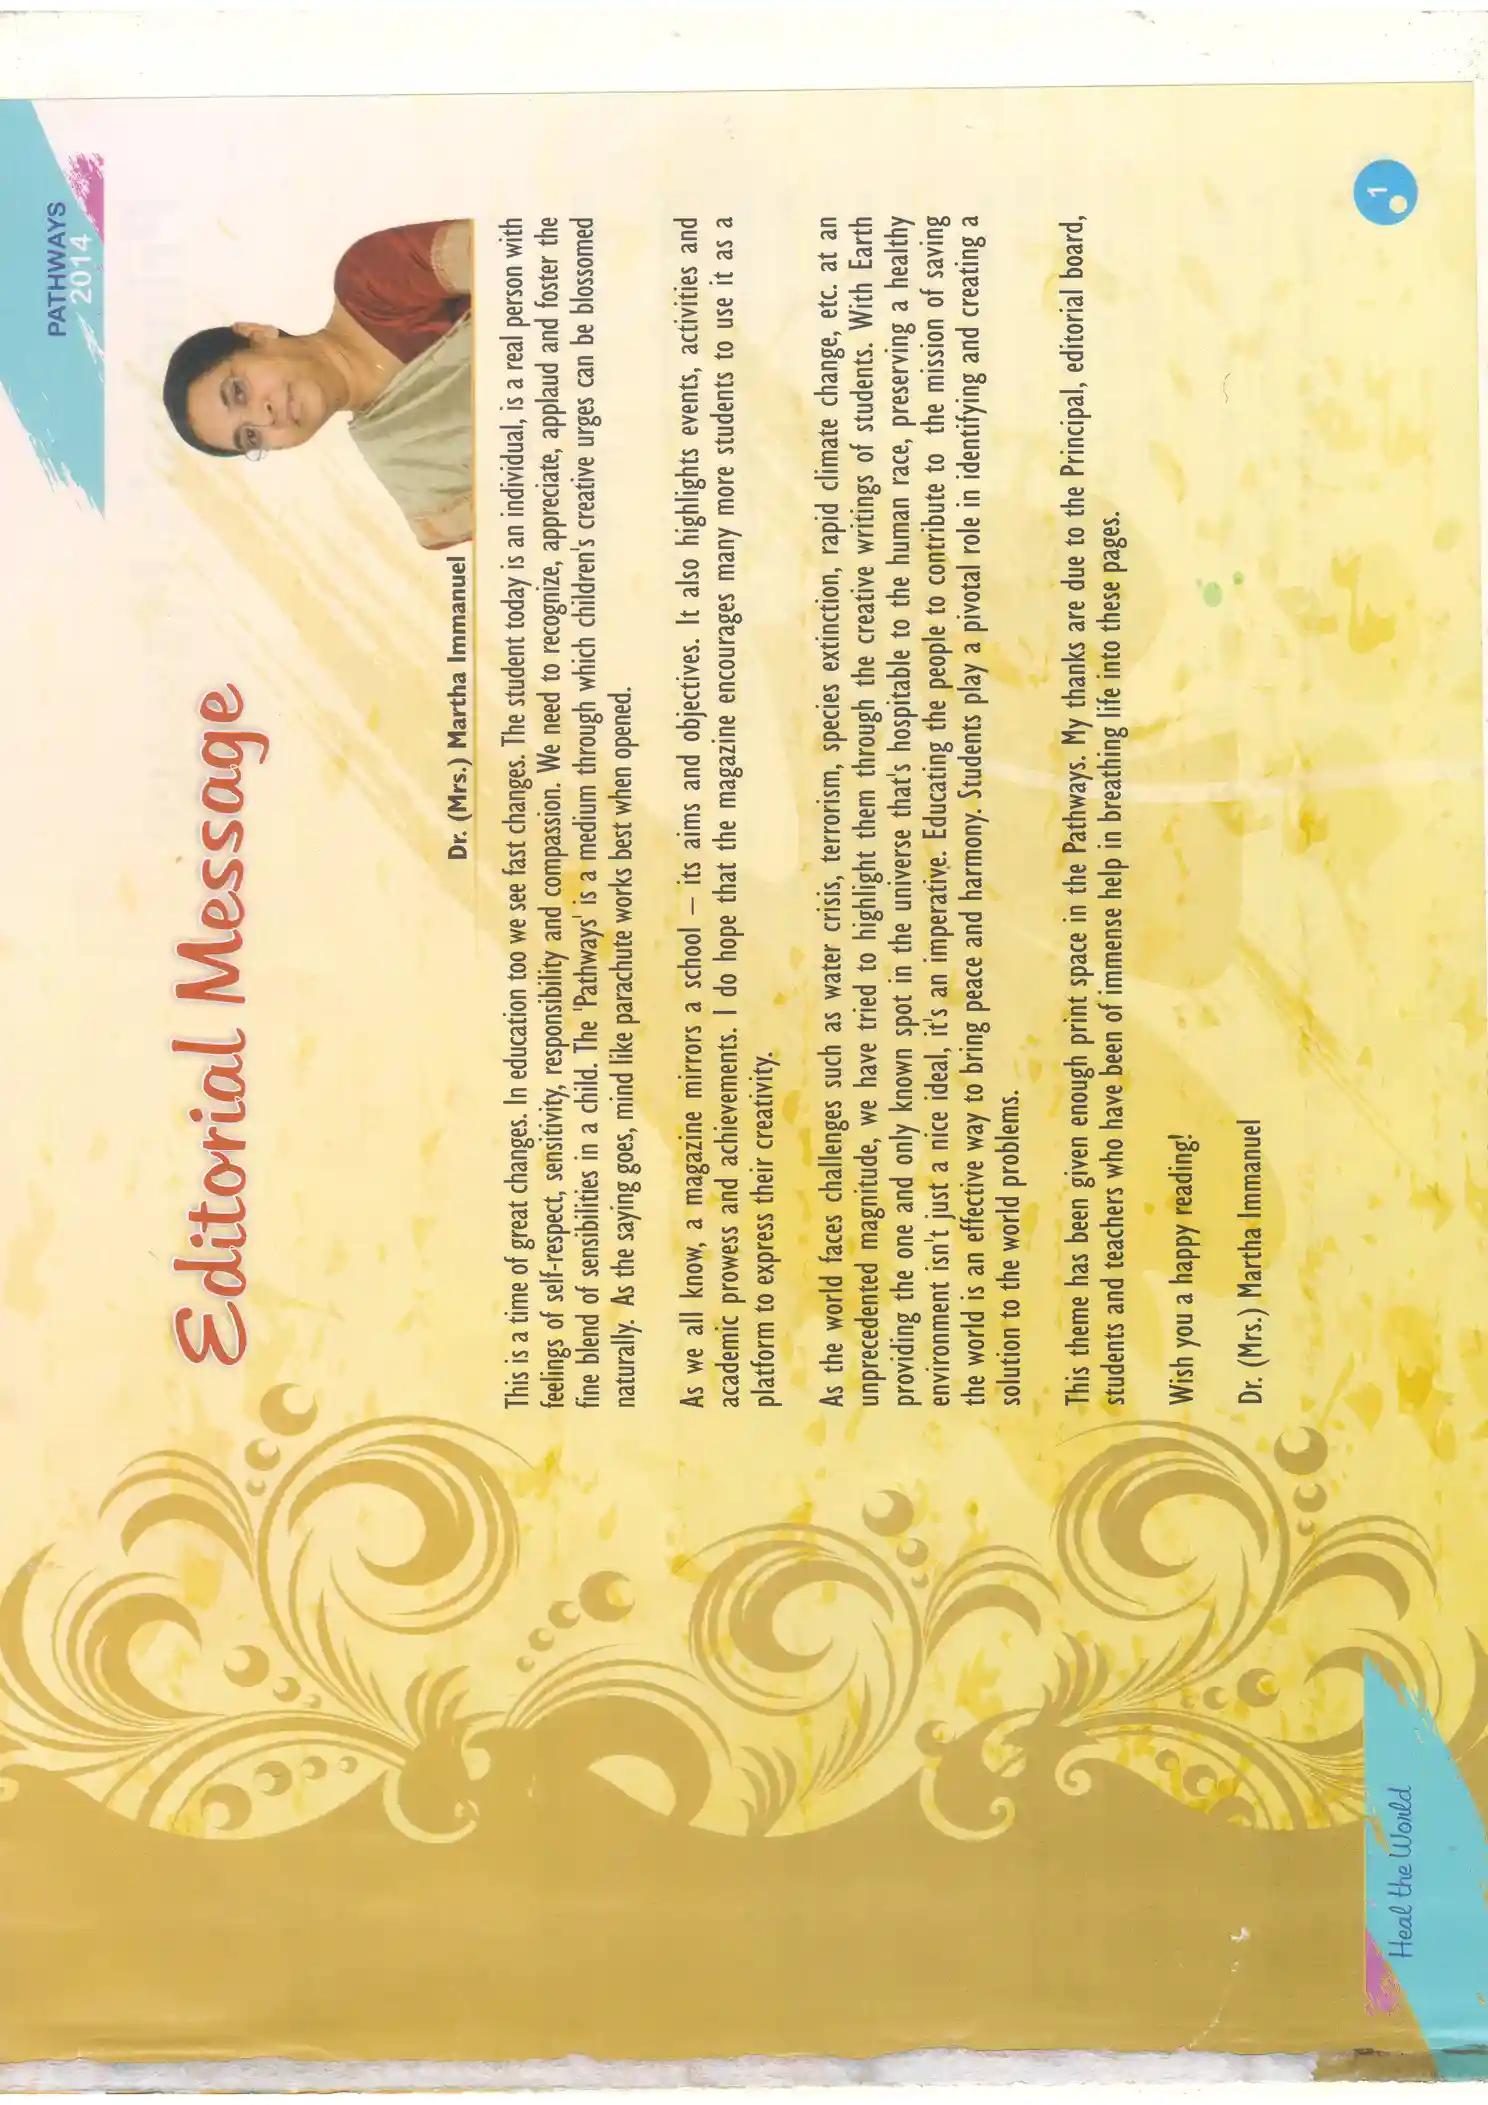 PATHWAYS
2014
Editorial Message
Dr. (Mrs.) Martha Immanuel
This is a time of great changes. In education too we see fast changes. The student today is an individual, is a real person with
feelings of self-respect, sensitivity, responsibility and compassion. We need to recognize, appreciate, applaud and foster the
fine blend of sensibilities in a child. The 'Pathways' is a medium through which children's creative urges can be blossomed
naturally. As the saying goes, mind like parachute works best when opened.
As we all know, a magazine mirrors a school – its aims and objectives. It also highlights events, activities and
academic prowess and achievements. I do hope that the magazine encourages many more students to use it as a
platform to express their creativity.
As the world faces challenges such as water crisis, terrorism, species extinction, rapid climate change, etc. at an
unprecedented magnitude, we have tried to highlight them through the creative writings of students. With Earth
providing the one and only known spot in the universe that's hospitable to the human race, preserving a healthy
environment isn't just a nice ideal, it's an imperative. Educating the people to contribute to the mission of saving
the world is an effective way to bring peace and harmony. Students play a pivotal role in identifying and creating a
solution to the world problems.
This theme has been given enough print space in the Pathways. My thanks are due to the Principal, editorial board,
students and teachers who have been of immense help in breathing life into these pages.
Wish you a happy reading!
Dr. (Mrs.) Martha Immanuel
Heal the World
1